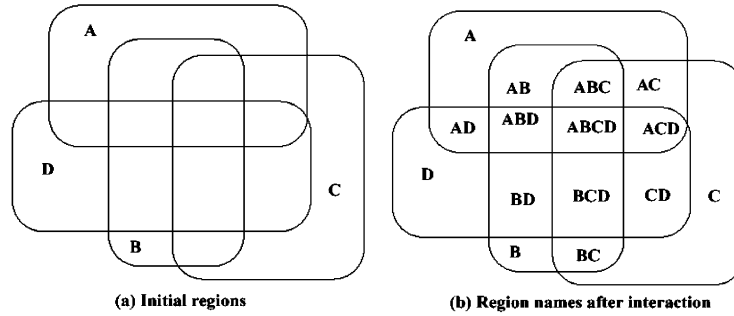 A
D
C
B
(a) Initial regions
A
AB ABC AC
AD ABD ABCD ACD
D
BD BCD CD C
B BC
(b) Region names after interaction